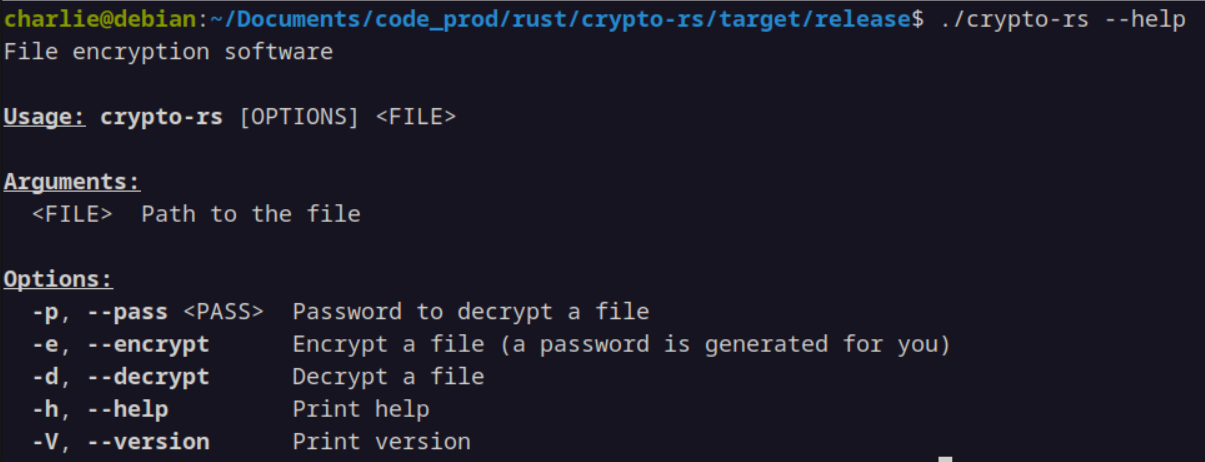 charlie@debian:~/Documents/code_prod/rust/crypto-rs/target/release$ ./crypto-rs --help
File encryption software
Usage: crypto-rs [OPTIONS] <FILE>
Arguments:
<FILE>  Path to the file
Options:
-p, --pass <PASS>  Password to decrypt a file
-e, --encrypt      Encrypt a file (a password is generated for you)
-d, --decrypt      Decrypt a file
-h, --help         Print help
-V, --version      Print version